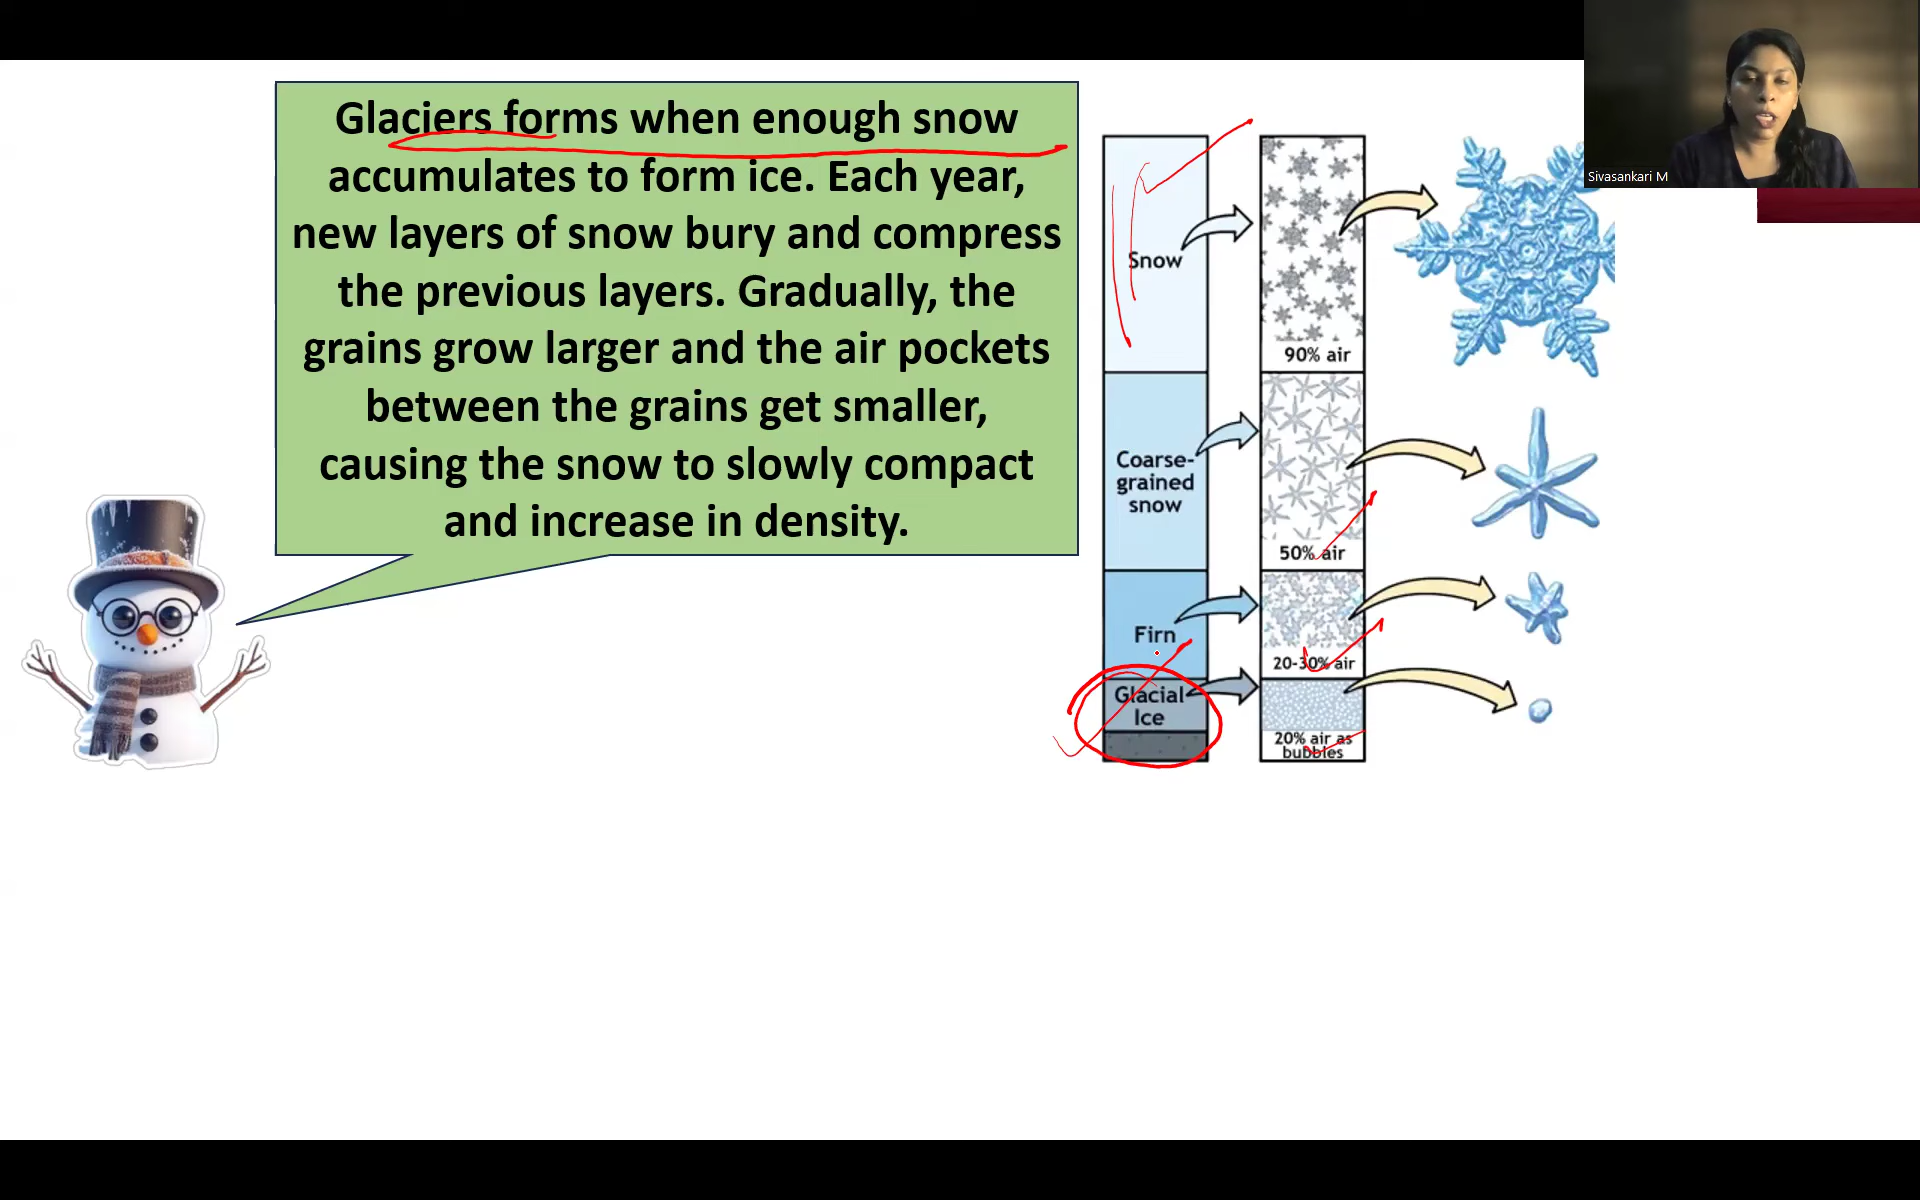 Glaciers forms when enough snow
accumulates to form ice. Each year,
new layers of snow bury and compress
the previous layers. Gradually, the
grains grow larger and the air pockets
between the grains get smaller,
causing the snow to slowly compact
and increase in density.
Snow
90% air
Coarse-
grained
snow
50% air
Firn
20-30% air
Glacial
Ice
20% air as
bubbles
Sivasankari M